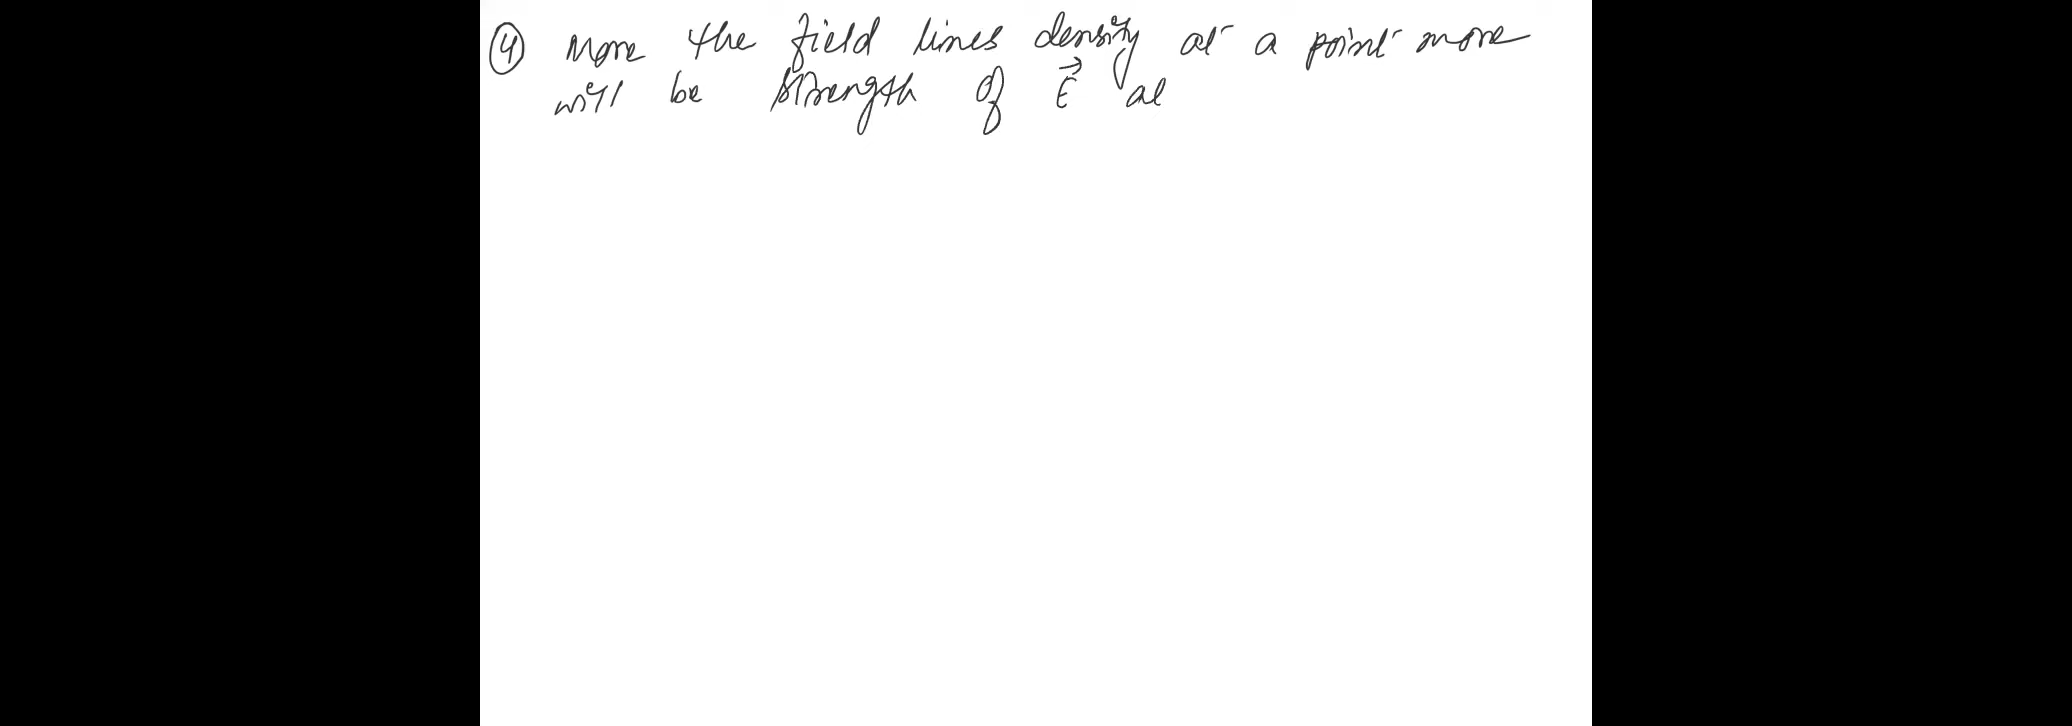 ④ More the field lines density at a point more
will be strength of E⃗ at